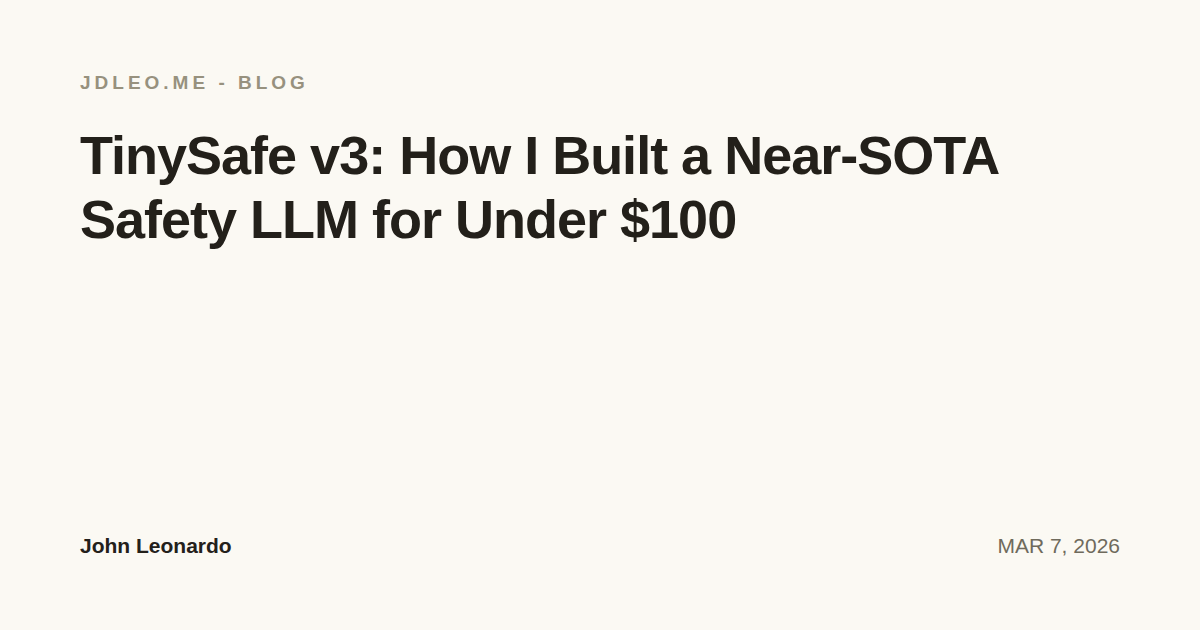 JDLEO.ME - BLOG
TinySafe v3: How I Built a Near-SOTA
Safety LLM for Under $100
John Leonardo
MAR 7, 2026